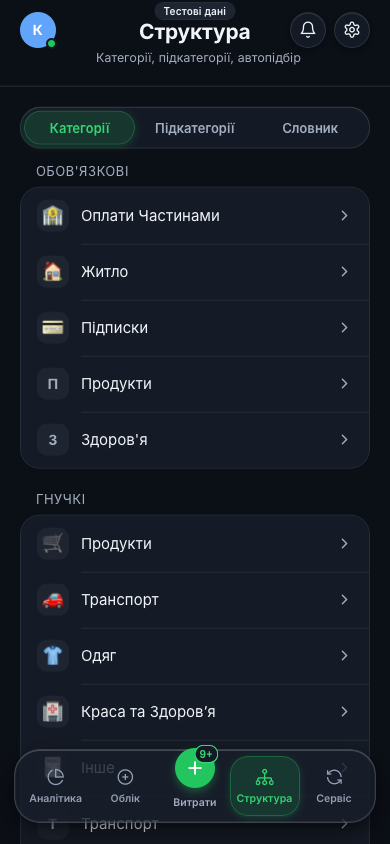 Тестові дані
К
Структура
Категорії, підкатегорії, автопідбір
Категорії
Підкатегорії
Словник
ОБОВ'ЯЗКОВІ
Оплати Частинами
Житло
Підписки
П
Продукти
З
Здоров'я
ГНУЧКІ
Продукти
Транспорт
Одяг
Краса та Здоров’я
Інше
9+
Аналітика
Облік
Витрати
Структура
Сервіс
Т
Транспорт